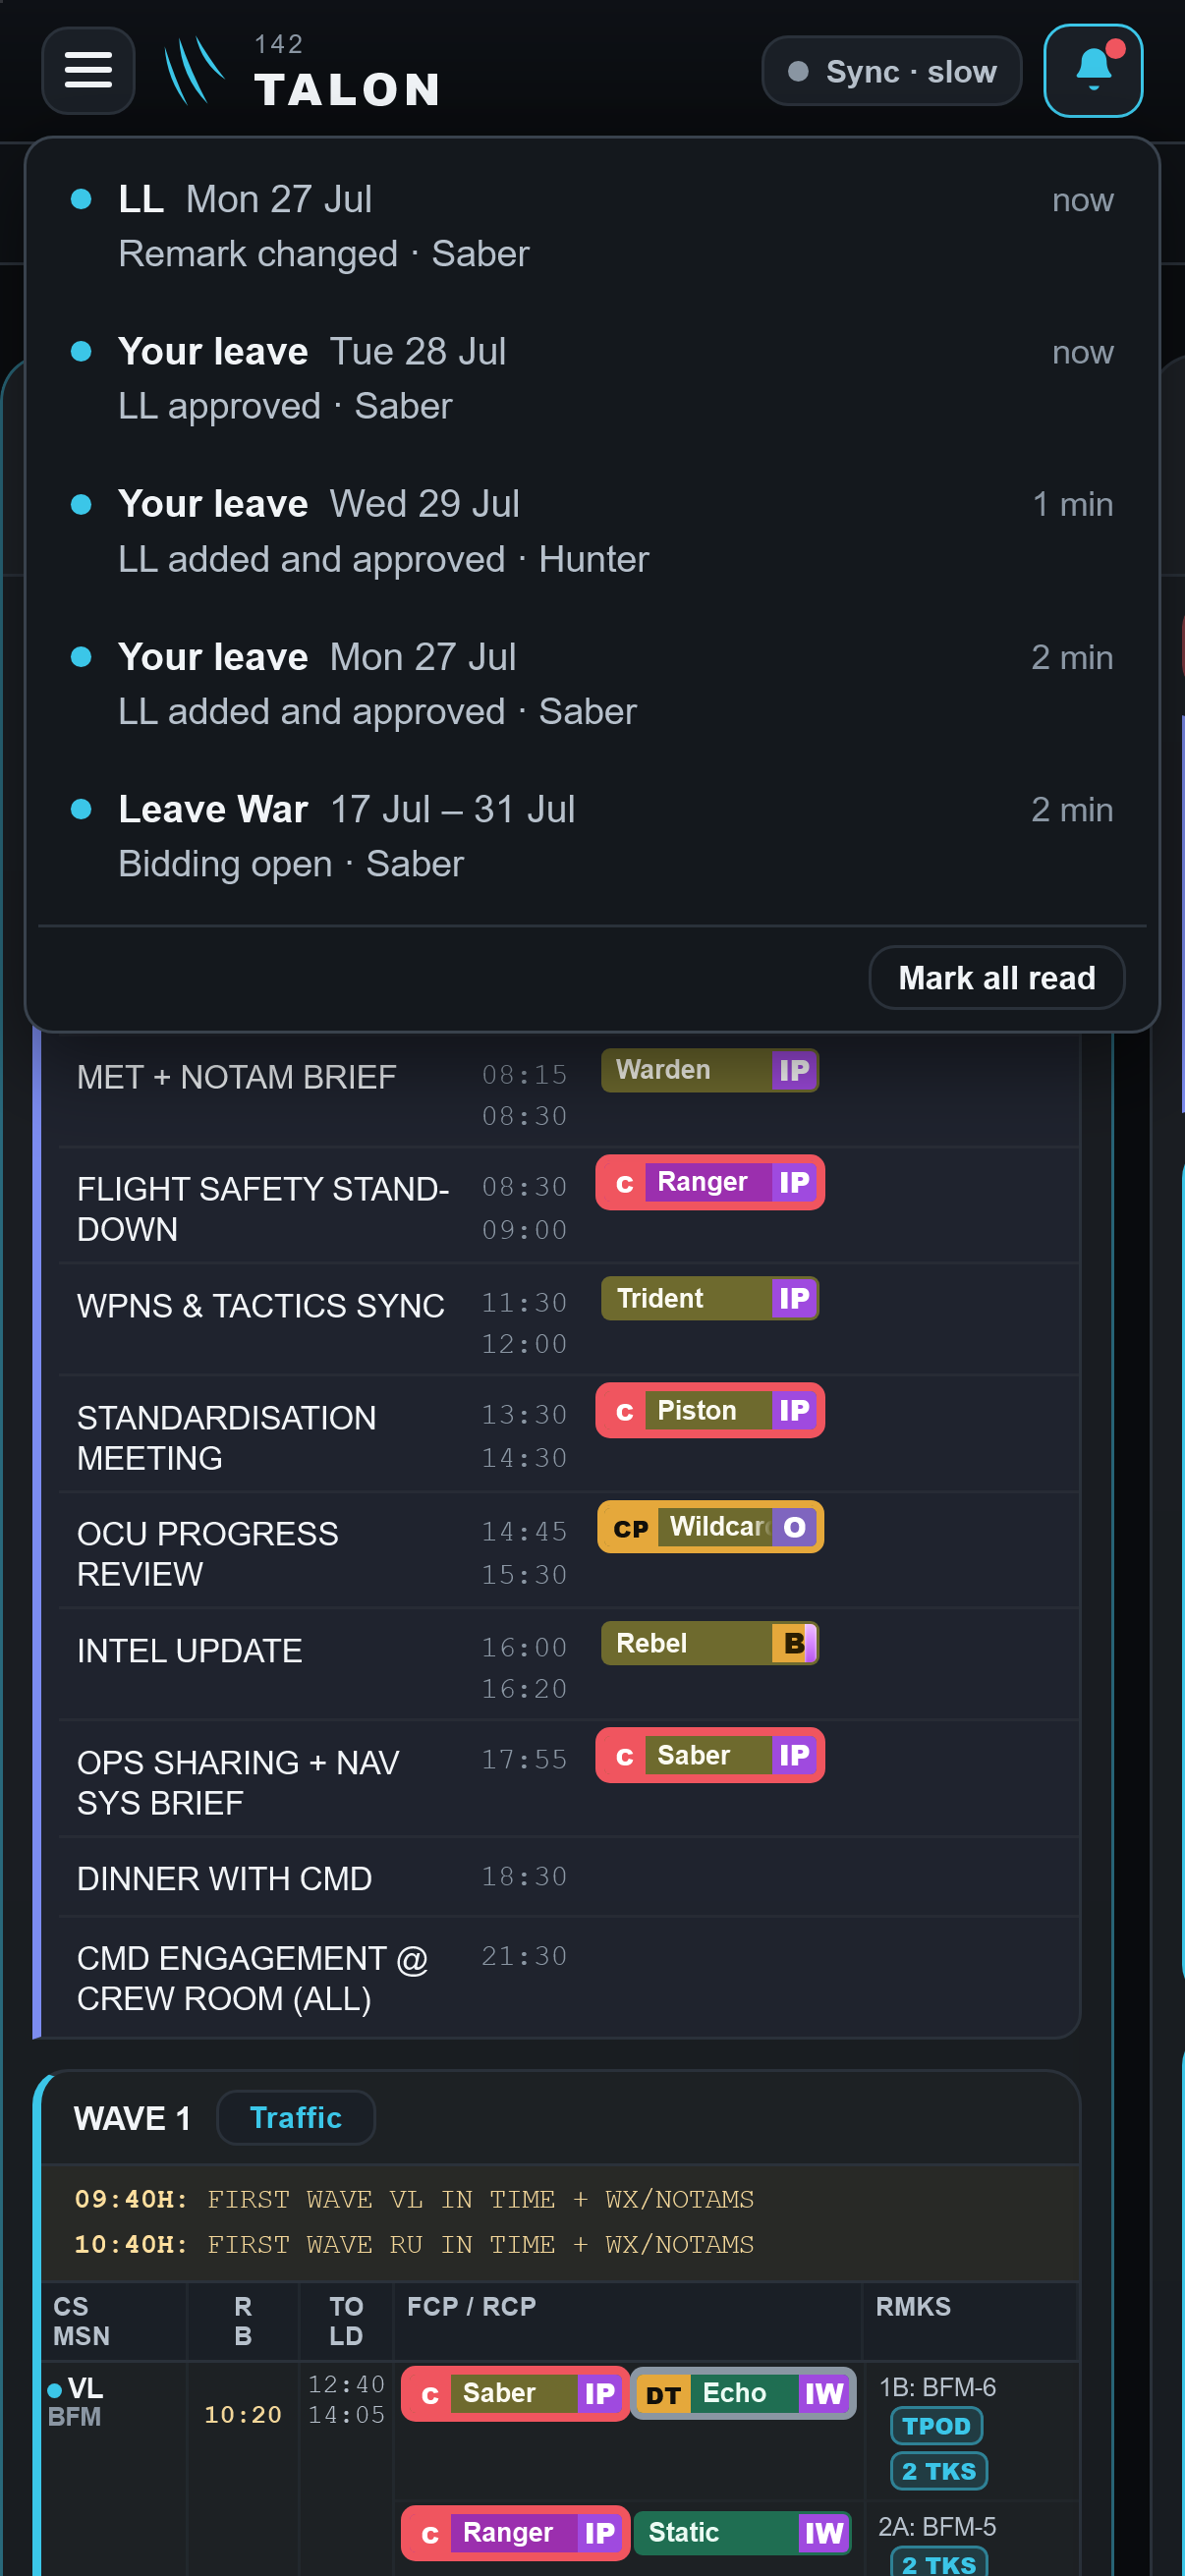 142
TALON
Sync · slow
LL Mon 27 Jul now
Remark changed · Saber
Your leave Tue 28 Jul now
LL approved · Saber
Your leave Wed 29 Jul 1 min
LL added and approved · Hunter
Your leave Mon 27 Jul 2 min
LL added and approved · Saber
Leave War 17 Jul – 31 Jul 2 min
Bidding open · Saber
Mark all read
MET + NOTAM BRIEF 08:15 Warden IP
08:30
FLIGHT SAFETY STAND- 08:30 C Ranger IP
DOWN 09:00
WPNS & TACTICS SYNC 11:30 Trident IP
12:00
STANDARDISATION 13:30 C Piston IP
MEETING 14:30
OCU PROGRESS 14:45 CP Wildcard O
REVIEW 15:30
INTEL UPDATE 16:00 Rebel B
16:20
OPS SHARING + NAV 17:55 C Saber IP
SYS BRIEF
DINNER WITH CMD 18:30
CMD ENGAGEMENT @ 21:30
CREW ROOM (ALL)
WAVE 1 Traffic
09:40H: FIRST WAVE VL IN TIME + WX/NOTAMS
10:40H: FIRST WAVE RU IN TIME + WX/NOTAMS
CS R TO FCP / RCP RMKS
MSN B LD
VL 12:40 C Saber IP DT Echo IW 1B: BFM-6
BFM 10:20 14:05 TPOD
2 TKS
C Ranger IP Static IW 2A: BFM-5
2 TKS